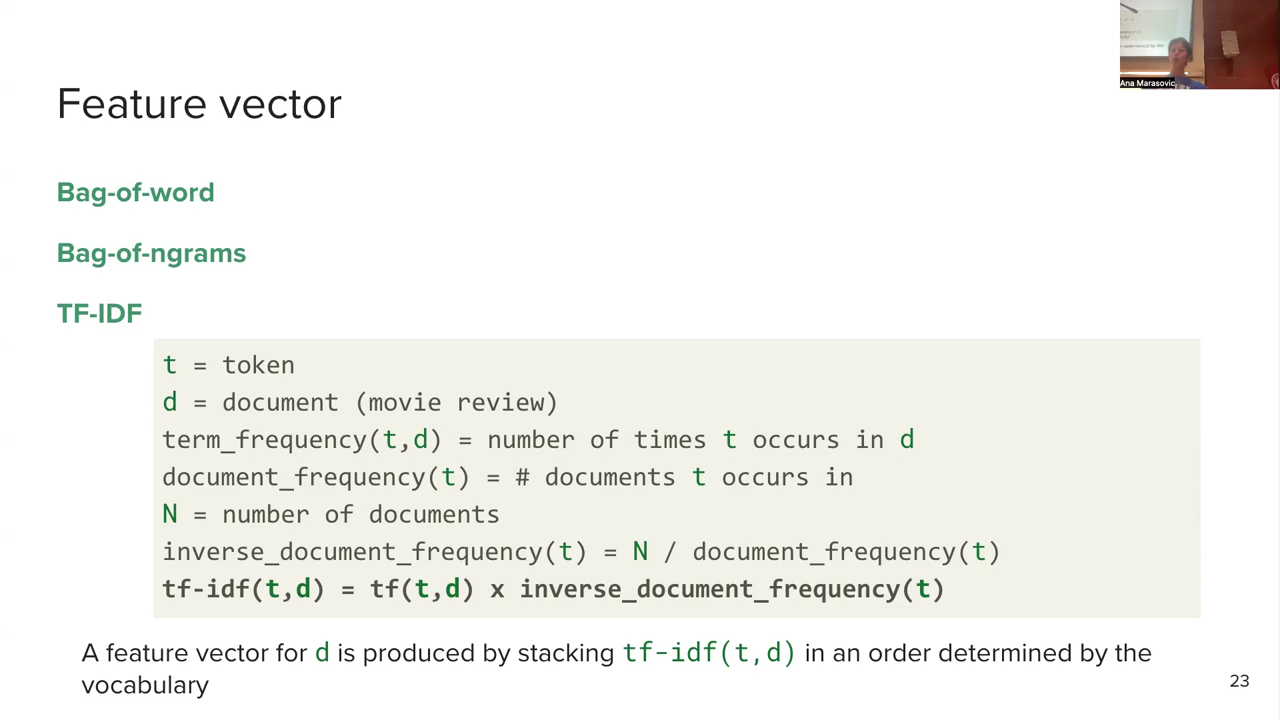 Ana Marasovic
Feature vector
Bag-of-word
Bag-of-ngrams
TF-IDF
t = token
d = document (movie review)
term_frequency(t,d) = number of times t occurs in d
document_frequency(t) = # documents t occurs in
N = number of documents
inverse_document_frequency(t) = N / document_frequency(t)
tf-idf(t,d) = tf(t,d) x inverse_document_frequency(t)
A feature vector for d is produced by stacking tf-idf(t,d) in an order determined by the
vocabulary
23